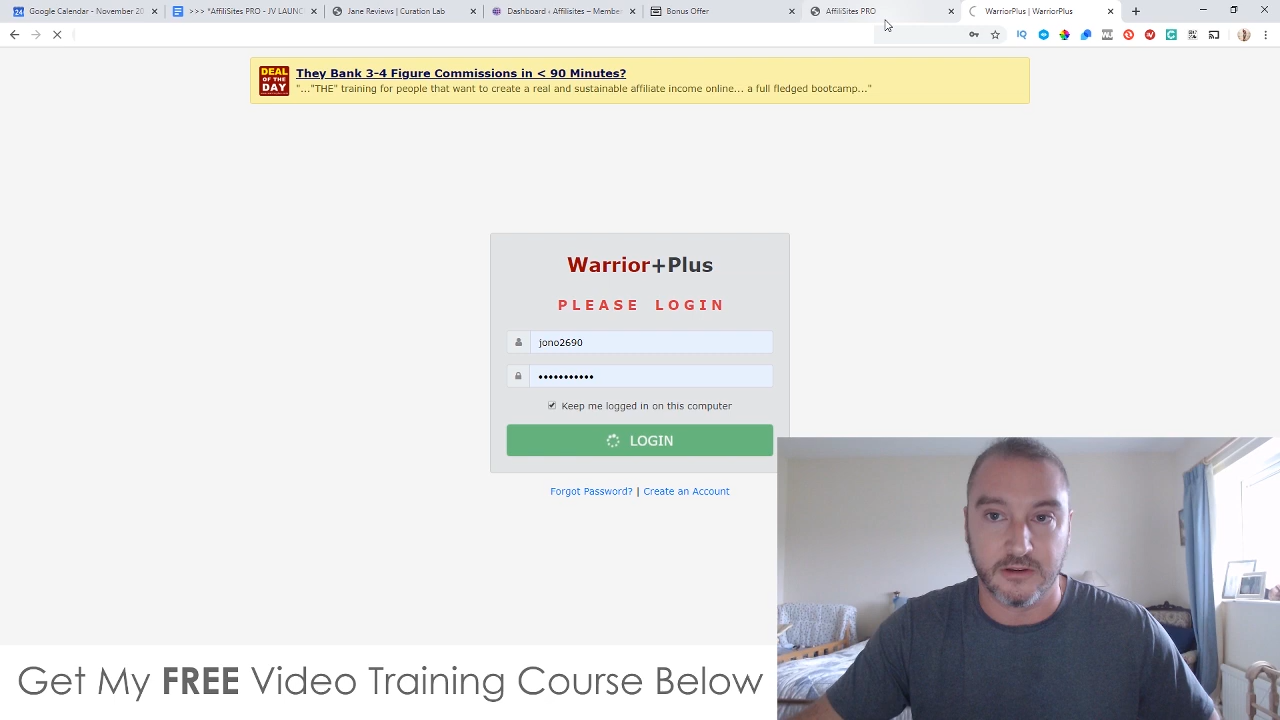 Google Calendar - November 20
>>> *AffiliSites PRO - JV LAUNC
Jane Reviews | Curation Lab
Dashboard ‹ Affilisites – Membe
Bonus Offer
AffiliSites PRO
WarriorPlus | WarriorPlus
DEAL OF THE DAY
They Bank 3-4 Figure Commissions in < 90 Minutes?
"..."THE" training for people that want to create a real and sustainable affiliate income online... a full fledged bootcamp..."
Warrior+Plus
PLEASE LOGIN
jono2690
•••••••••••
Keep me logged in on this computer
LOGIN
Forgot Password? | Create an Account
Get My FREE Video Training Course Below